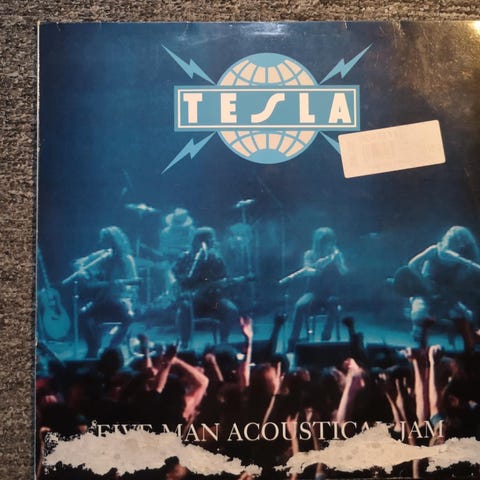 TESLA
FIVE MAN ACOUSTICAL JAM